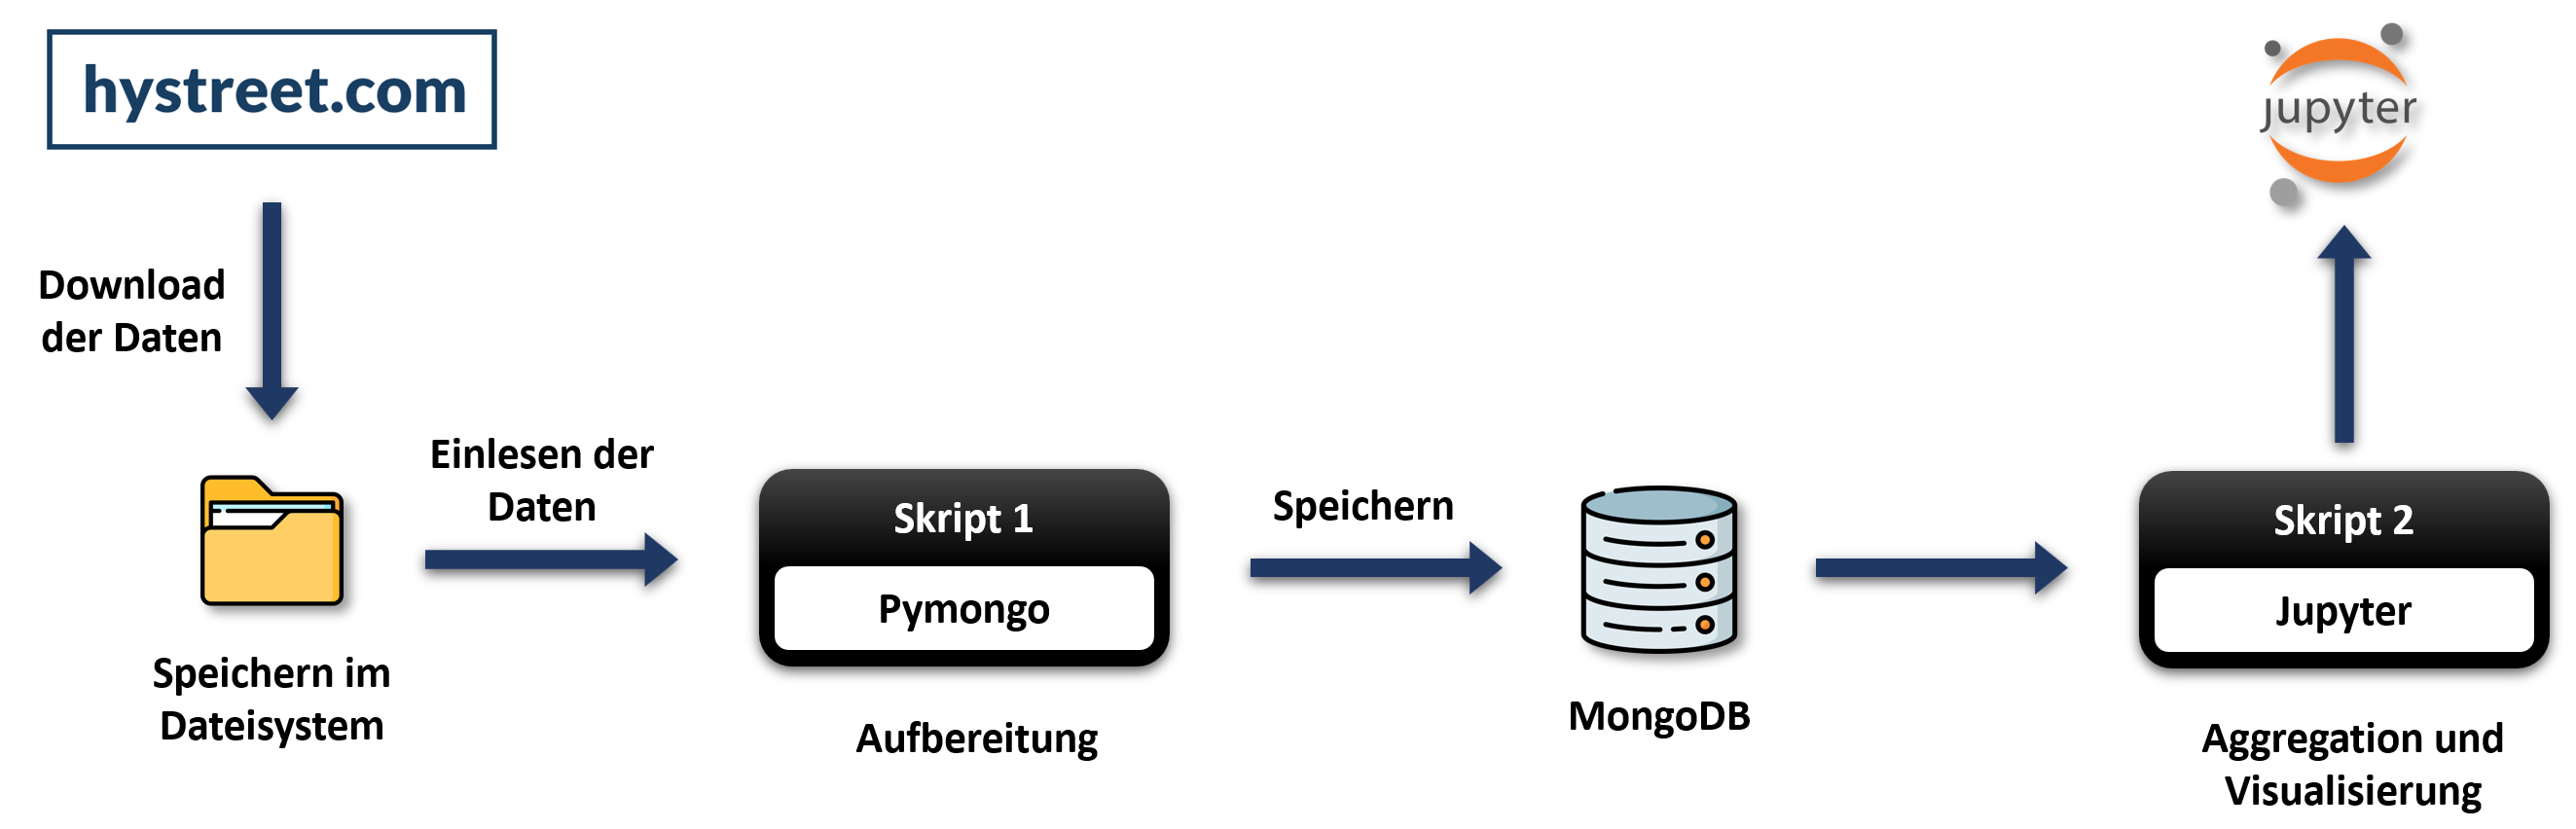 hystreet.com
Download
der Daten
Speichern im
Dateisystem
Einlesen der
Daten
Skript 1
Pymongo
Aufbereitung
Speichern
MongoDB
Skript 2
Jupyter
Aggregation und
Visualisierung
jupyter